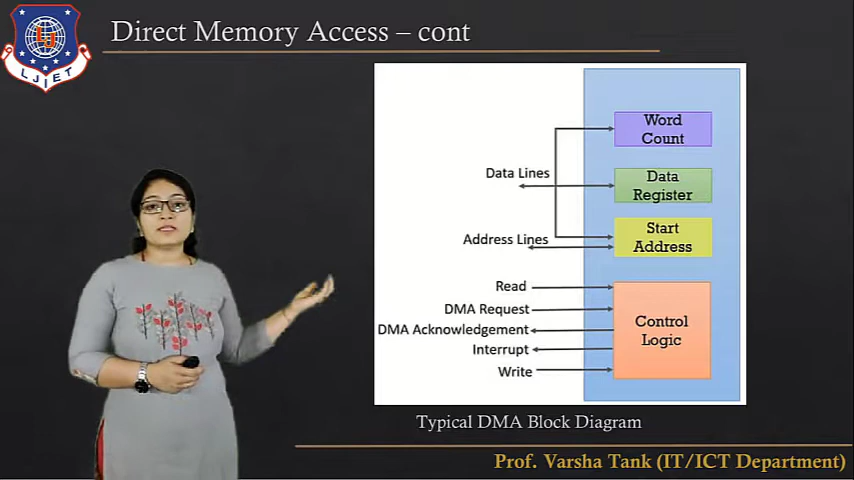 Direct Memory Access – cont
LJIET
Word
Count
Data Lines
Data
Register
Start
Address
Address Lines
Read
DMA Request
DMA Acknowledgement
Interrupt
Write
Control
Logic
Typical DMA Block Diagram
Prof. Varsha Tank (IT/ICT Department)